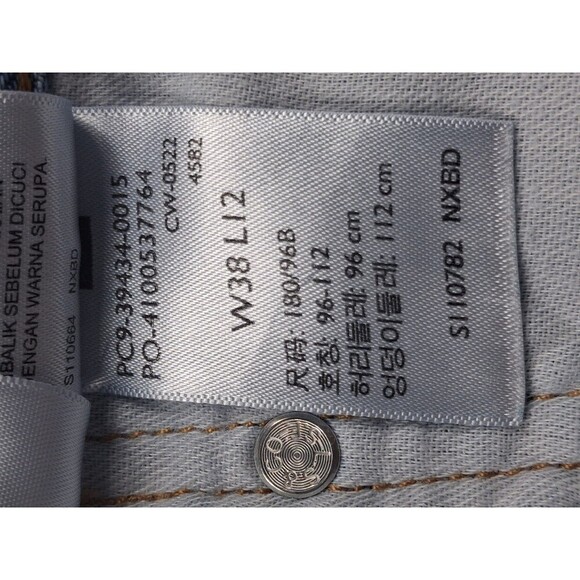 BALIK SEBELUM DICUCI
ENGAN WARNA SERUPA.
S110664 NXBD
PC9-39434-0015
PO-4100537764
CW-0522
4582
W38 L12
尺码: 180/96B
호칭: 96-112
허리둘레: 96 cm
엉덩이둘레: 112 cm
S110782 NXBD